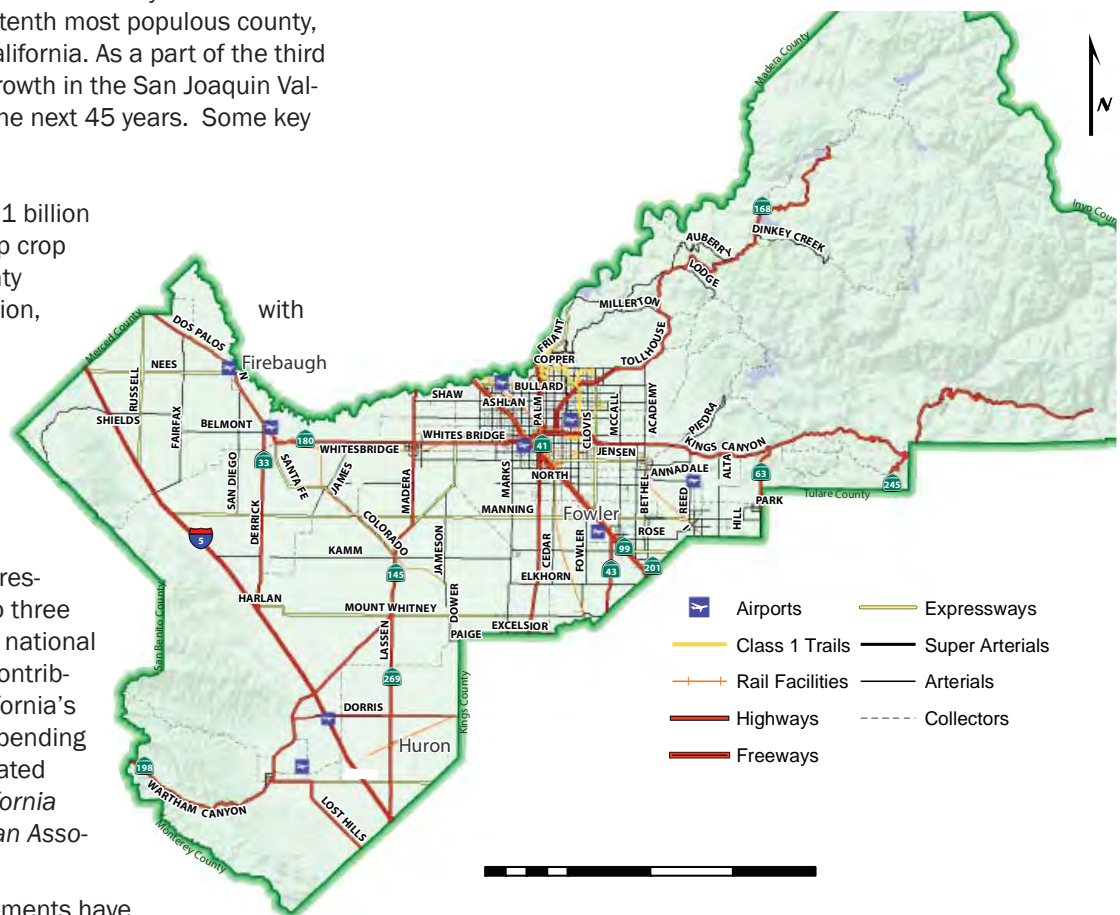 tenth most populous county,
alifornia. As a part of the third
rowth in the San Joaquin Val-
he next 45 years. Some key
1 billion
p crop
nty
tion,
with
res-
o three
national
ontrib-
fornia's
pending
ated
fornia
an Asso-
ements have
Madera County
N
Inyo Coun
168
DINKEY CREEK
AUBERRY
LODGE
MILLERTON
TOLLHOUSE
FRIANT
COPPER
Merced County
DOS PALOS
N
Firebaugh
NEES
RUSSELL
FAIRFAX
SHIELDS
BELMONT
SHAW
ASHLAN
BULLARD
PALM
CLOVIS
MCCALL
ACADEMY
PIEDRA
KINGS CANYON
180
WHITESBRIDGE
WHITES BRIDGE
41
JENSEN
33
SAN DIEGO
SANTA FE
JAMES
MADERA
MARKS
NORTH
ANNADALE
ALTA
63
245
PARK
Tulare County
DERRICK
COLORADO
MANNING
Fowler
BETHEL
REED
HILL
ROSE
5
KAMM
JAMESON
CEDAR
FOWLER
99
201
43
145
ELKHORN
HARLAN
MOUNT WHITNEY
DOWER
EXCELSIOR
PAIGE
San Benito County
LASSEN
269
Kings County
DORRIS
Huron
198
WARTHAM CANYON
LOST HILLS
Monterey County
Airports
Class 1 Trails
Rail Facilities
Highways
Freeways
Expressways
Super Arterials
Arterials
Collectors